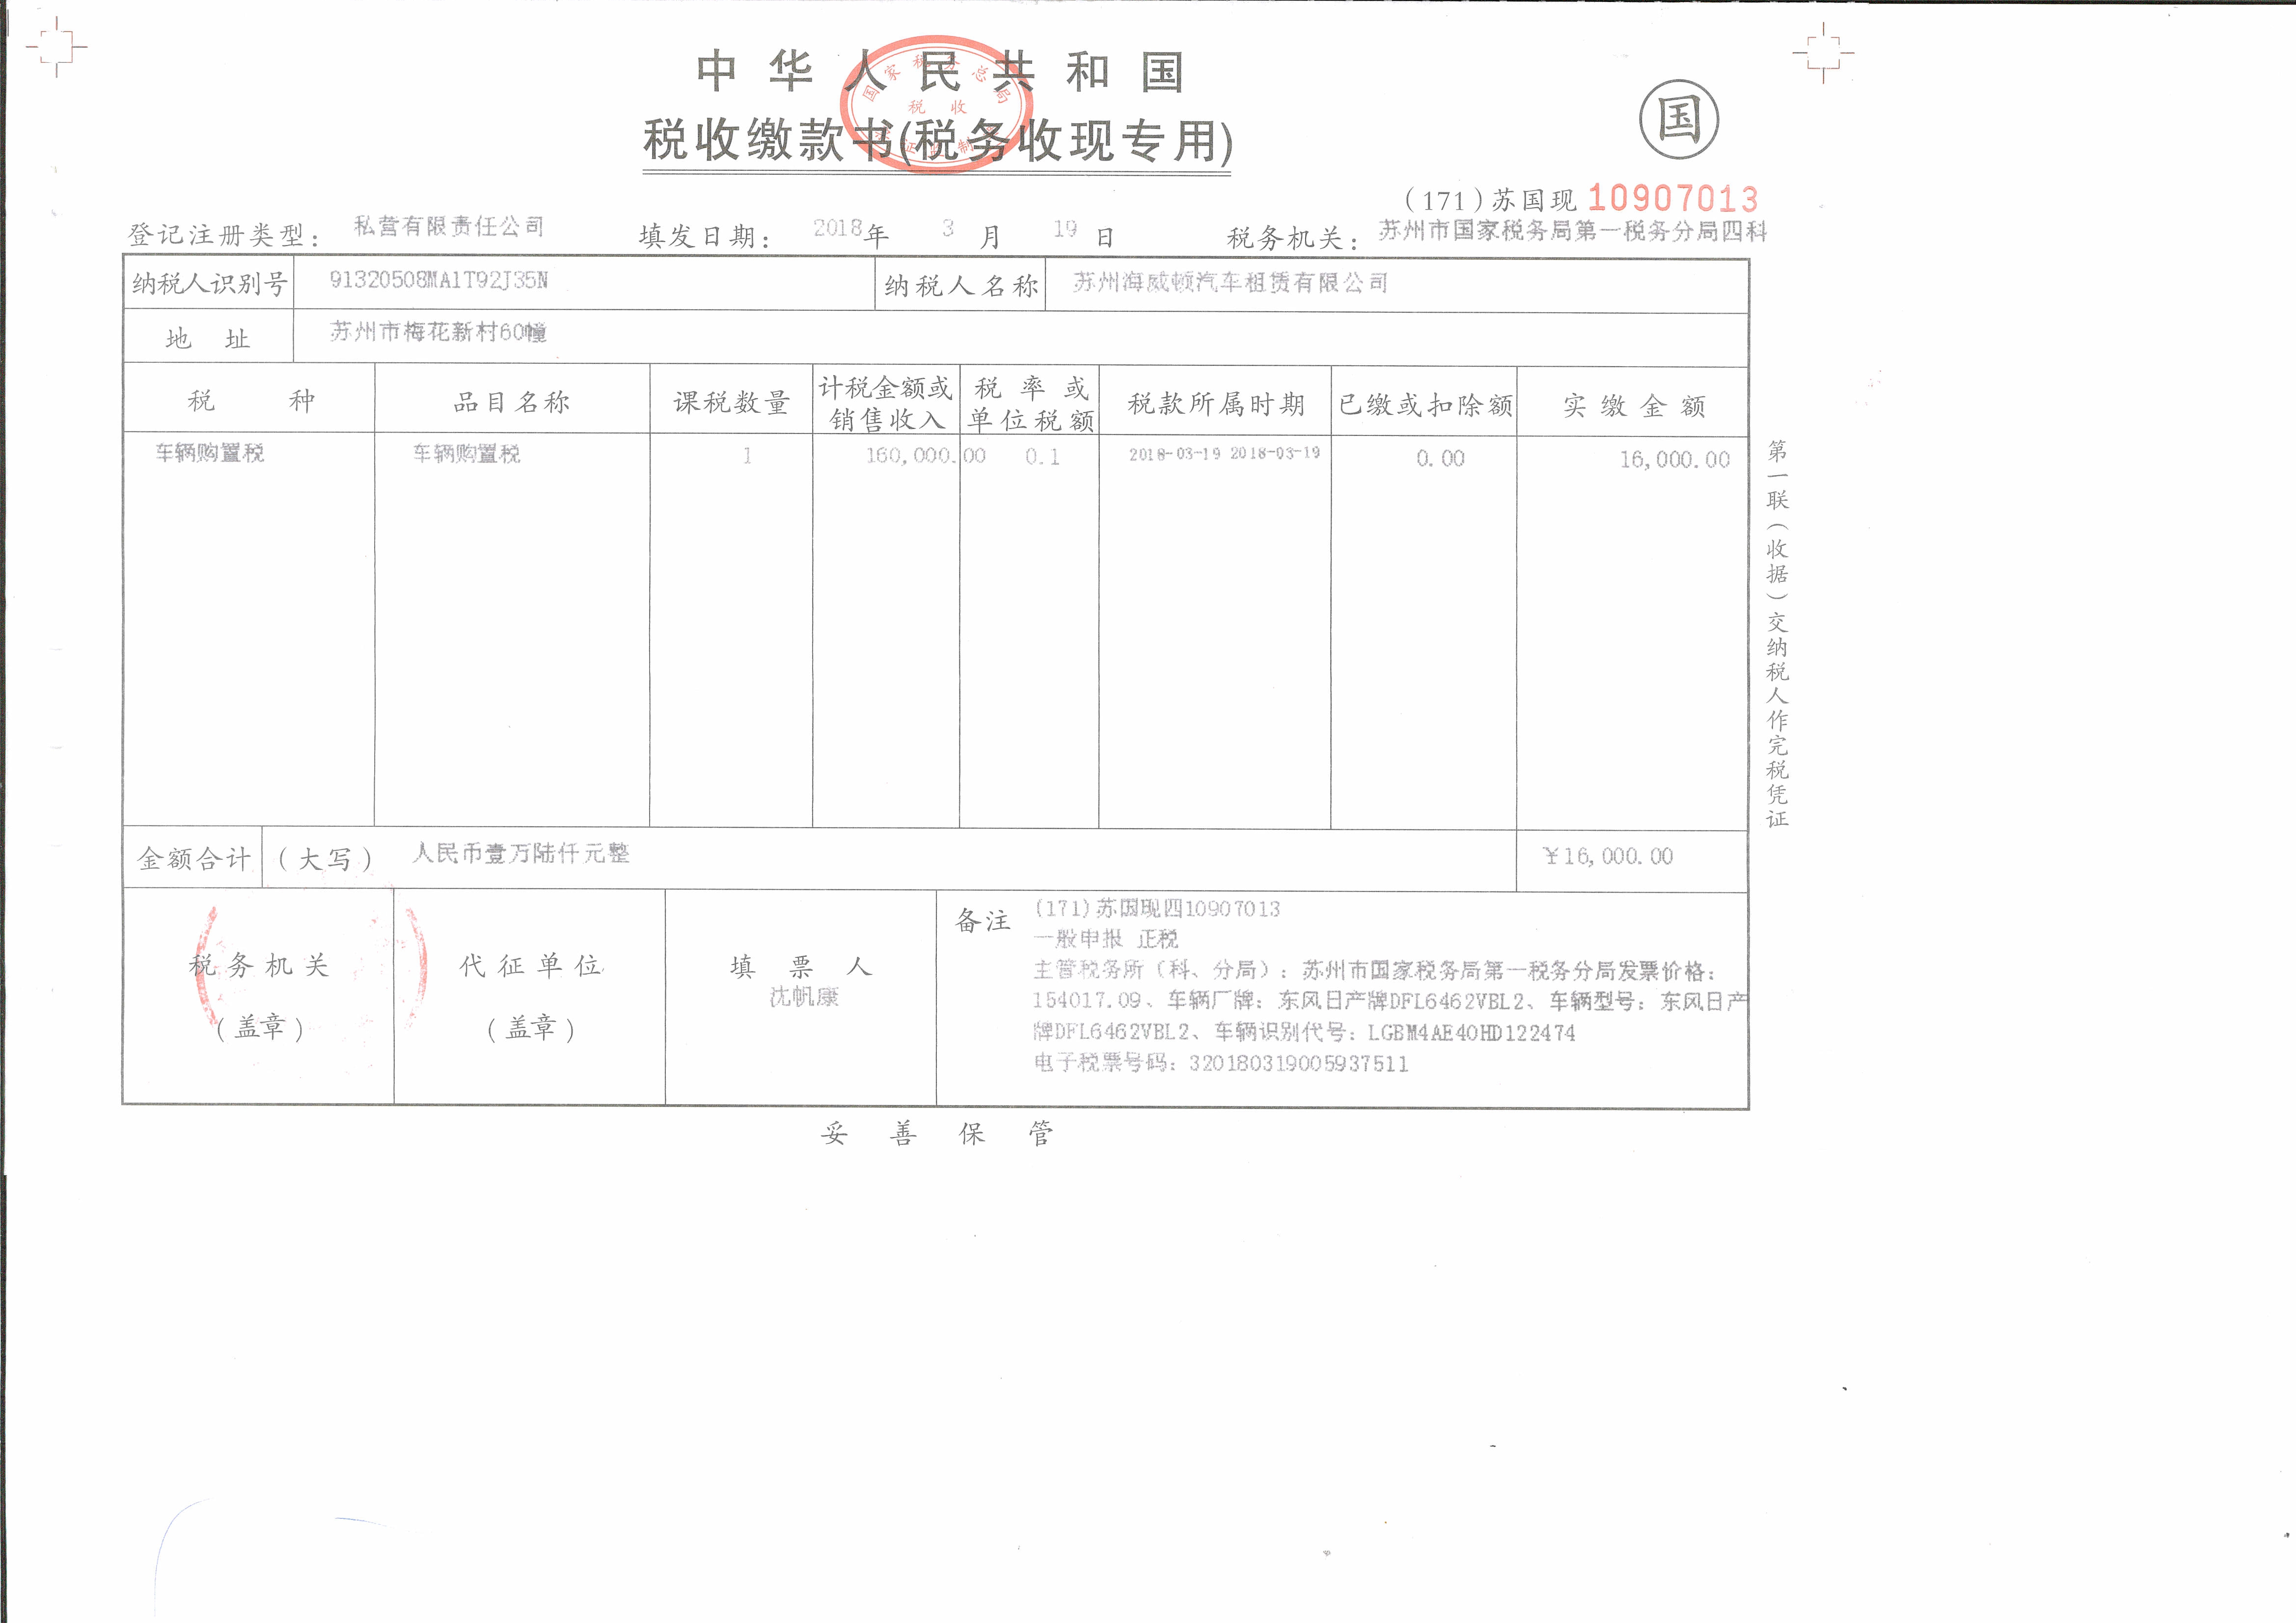 中华人民共和国
税收缴款书(税务收现专用)
国家税务总局
税收
国
(171)苏国现 10907013
登记注册类型: 私营有限责任公司 填发日期: 2018年 3 月 19 日 税务机关: 苏州市国家税务局第一税务分局四科
纳税人识别号 91320508MA1T92J35N 纳税人名称 苏州海威顿汽车租赁有限公司
地址 苏州市梅花新村60幢
税种 品目名称 课税数量 计税金额或销售收入 税率或单位税额 税款所属时期 已缴或扣除额 实缴金额
车辆购置税 车辆购置税 1 160,000.00 0.1 2018-03-19 2018-03-19 0.00 16,000.00
金额合计 (大写) 人民币壹万陆仟元整 ¥16,000.00
税务机关
(盖章)
代征单位
(盖章)
填票人
沈帆康
备注 (171)苏国现四10907013
一般申报 正税
主管税务所(科、分局): 苏州市国家税务局第一税务分局发票价格:
154017.09、车辆厂牌: 东风日产牌DFL6462VBL2、车辆型号: 东风日产
牌DFL6462VBL2、车辆识别代号: LGBM4AE40HD122474
电子税票号码: 320180319005937511
第一联(收据)交纳税人作完税凭证
妥善保管